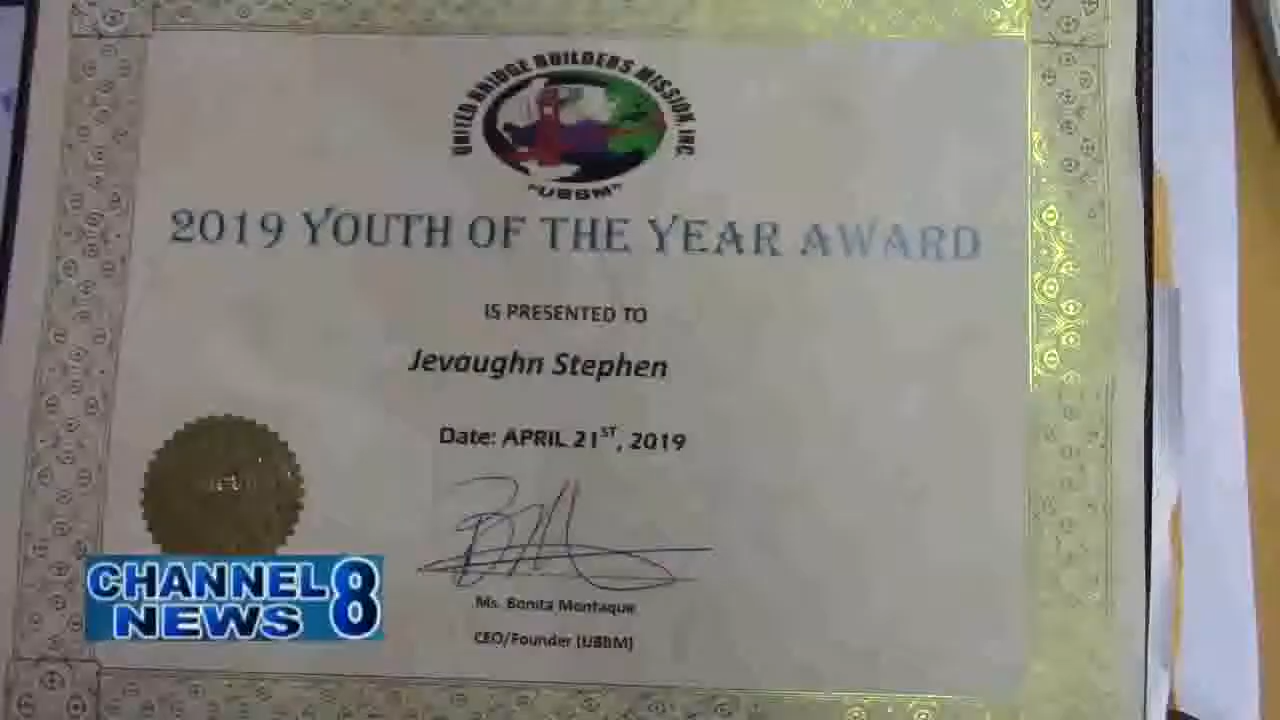 UNITED BRIDGE BUILDERS MISSION, INC
"UBBM"
2019 YOUTH OF THE YEAR AWARD
IS PRESENTED TO
Jevaughn Stephen
Date: APRIL 21ST, 2019
Ms. Bonita Montaque
CEO/Founder (UBBM)
CHANNEL 8
NEWS